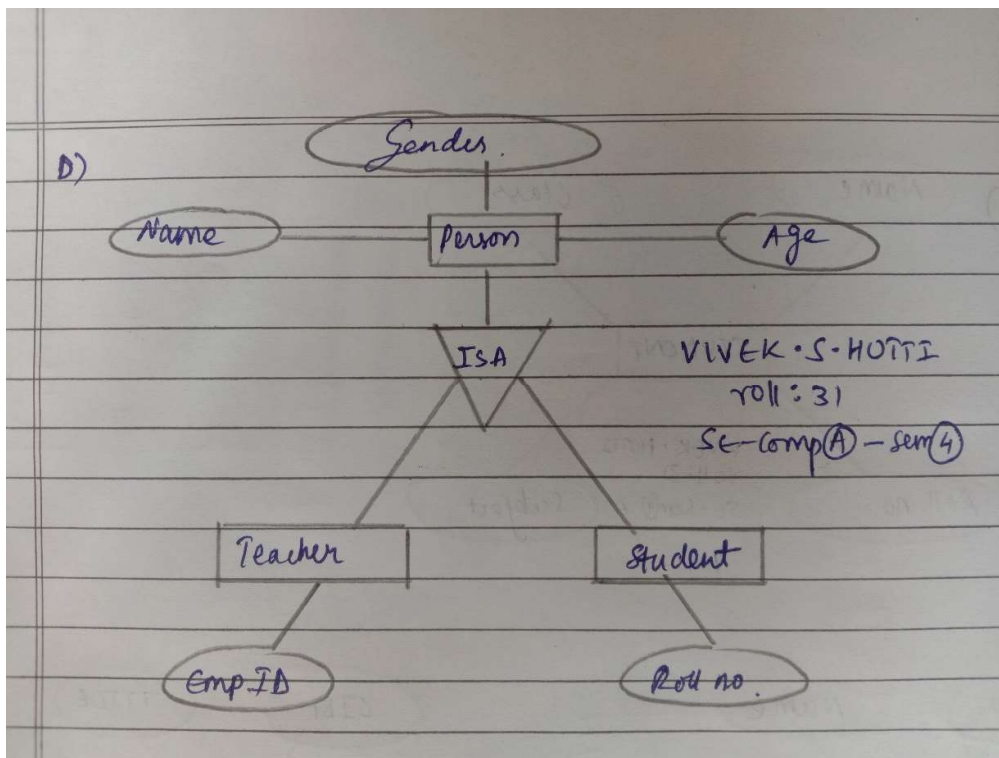 D)
Gender.
Name
Person
Age
IsA
VIVEK.S.HOTTI
roll: 31
SE-Comp A - sem 4
Teacher
Student
Emp ID
Roll no.